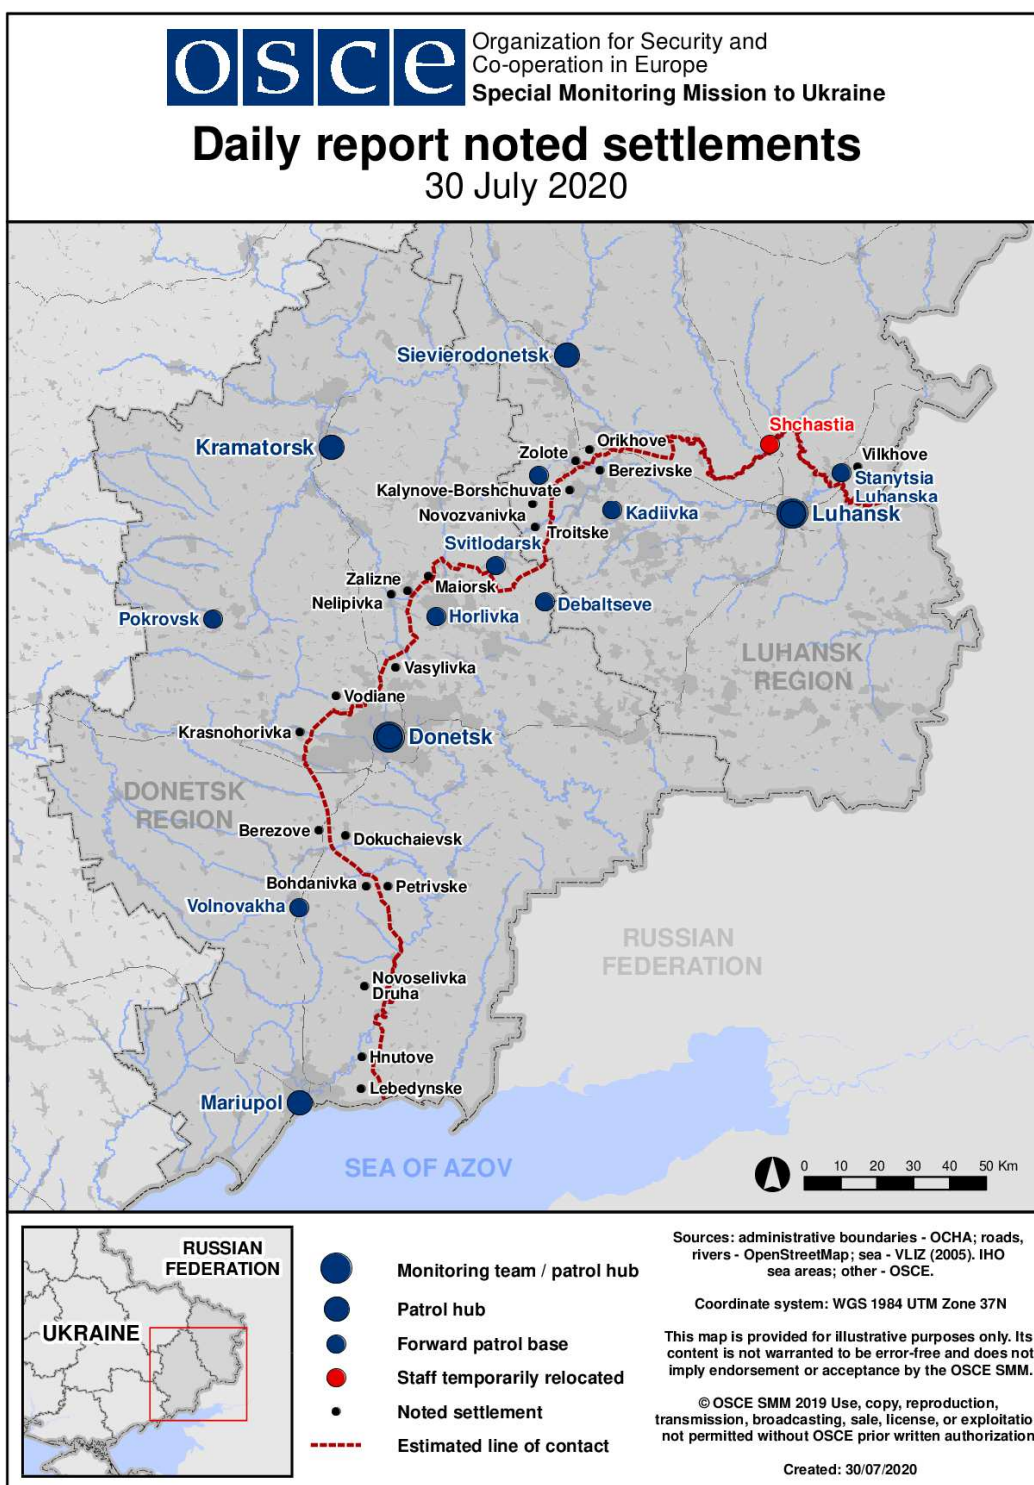 osce
Organization for Security and
Co-operation in Europe
Special Monitoring Mission to Ukraine
Daily report noted settlements
30 July 2020
Sievierodonetsk
Kramatorsk
Shchastia
Orikhove
Zolote
Vilkhove
Berezivske
Stanytsia
Luhanska
Kalynove-Borshchuvate
Novozvanivka
Kadiivka
Luhansk
Troitske
Svitlodarsk
Zalizne
Maiorsk
Nelipivka
Debaltseve
Pokrovsk
Horlivka
LUHANSK
REGION
Vasylivka
Vodiane
Krasnohorivka
Donetsk
DONETSK
REGION
Berezove
Dokuchaievsk
Bohdanivka
Petrivske
Volnovakha
RUSSIAN
FEDERATION
Novoselivka
Druha
Hnutove
Lebedynske
Mariupol
SEA OF AZOV
0 10 20 30 40 50 Km
RUSSIAN
FEDERATION
UKRAINE
Monitoring team / patrol hub
Patrol hub
Forward patrol base
Staff temporarily relocated
Noted settlement
Estimated line of contact
Sources: administrative boundaries - OCHA; roads,
rivers - OpenStreetMap; sea - VLIZ (2005). IHO
sea areas; other - OSCE.
Coordinate system: WGS 1984 UTM Zone 37N
This map is provided for illustrative purposes only. Its
content is not warranted to be error-free and does not
imply endorsement or acceptance by the OSCE SMM.
© OSCE SMM 2019 Use, copy, reproduction,
transmission, broadcasting, sale, license, or exploitatio
not permitted without OSCE prior written authorization
Created: 30/07/2020